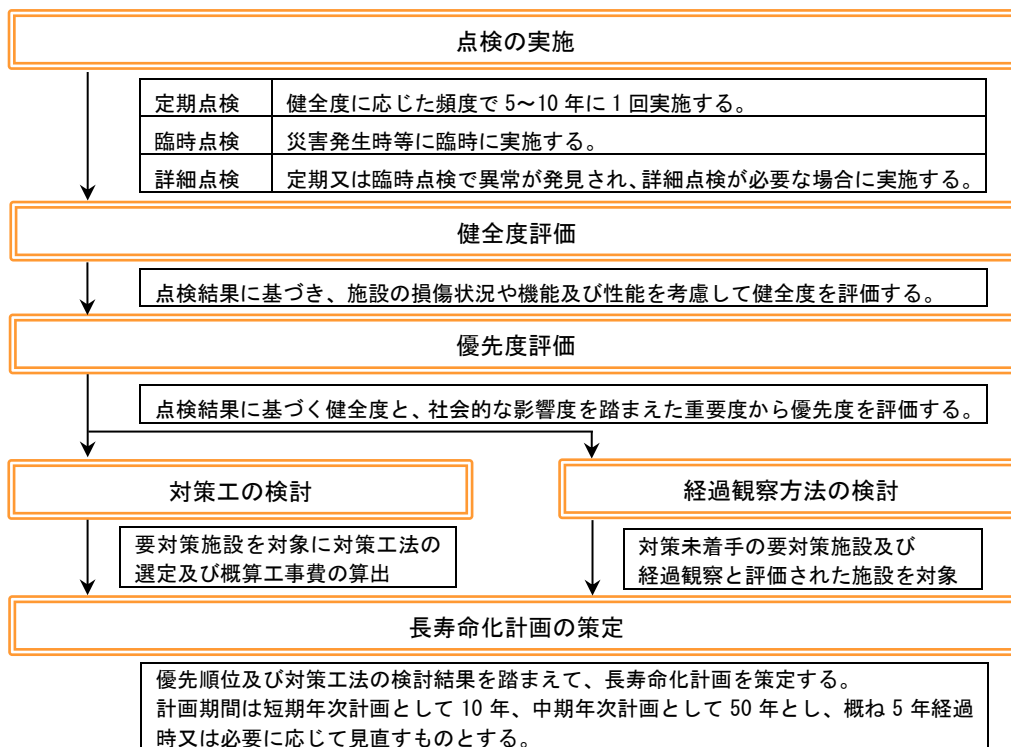 点検の実施
定期点検 健全度に応じた頻度で 5～10 年に 1 回実施する。
臨時点検 災害発生時等に臨時に実施する。
詳細点検 定期又は臨時点検で異常が発見され、詳細点検が必要な場合に実施する。
健全度評価
点検結果に基づき、施設の損傷状況や機能及び性能を考慮して健全度を評価する。
優先度評価
点検結果に基づく健全度と、社会的な影響度を踏まえた重要度から優先度を評価する。
対策工の検討
要対策施設を対象に対策工法の
選定及び概算工事費の算出
経過観察方法の検討
対策未着手の要対策施設及び
経過観察と評価された施設を対象
長寿命化計画の策定
優先順位及び対策工法の検討結果を踏まえて、長寿命化計画を策定する。
計画期間は短期年次計画として 10 年、中期年次計画として 50 年とし、概ね 5 年経過
時又は必要に応じて見直すものとする。